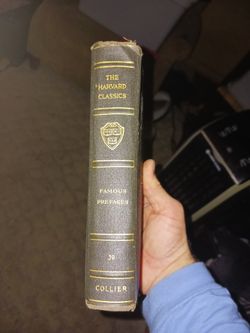 THE
HARVARD
CLASSICS
FAMOUS
PREFACES
39
COLLIER